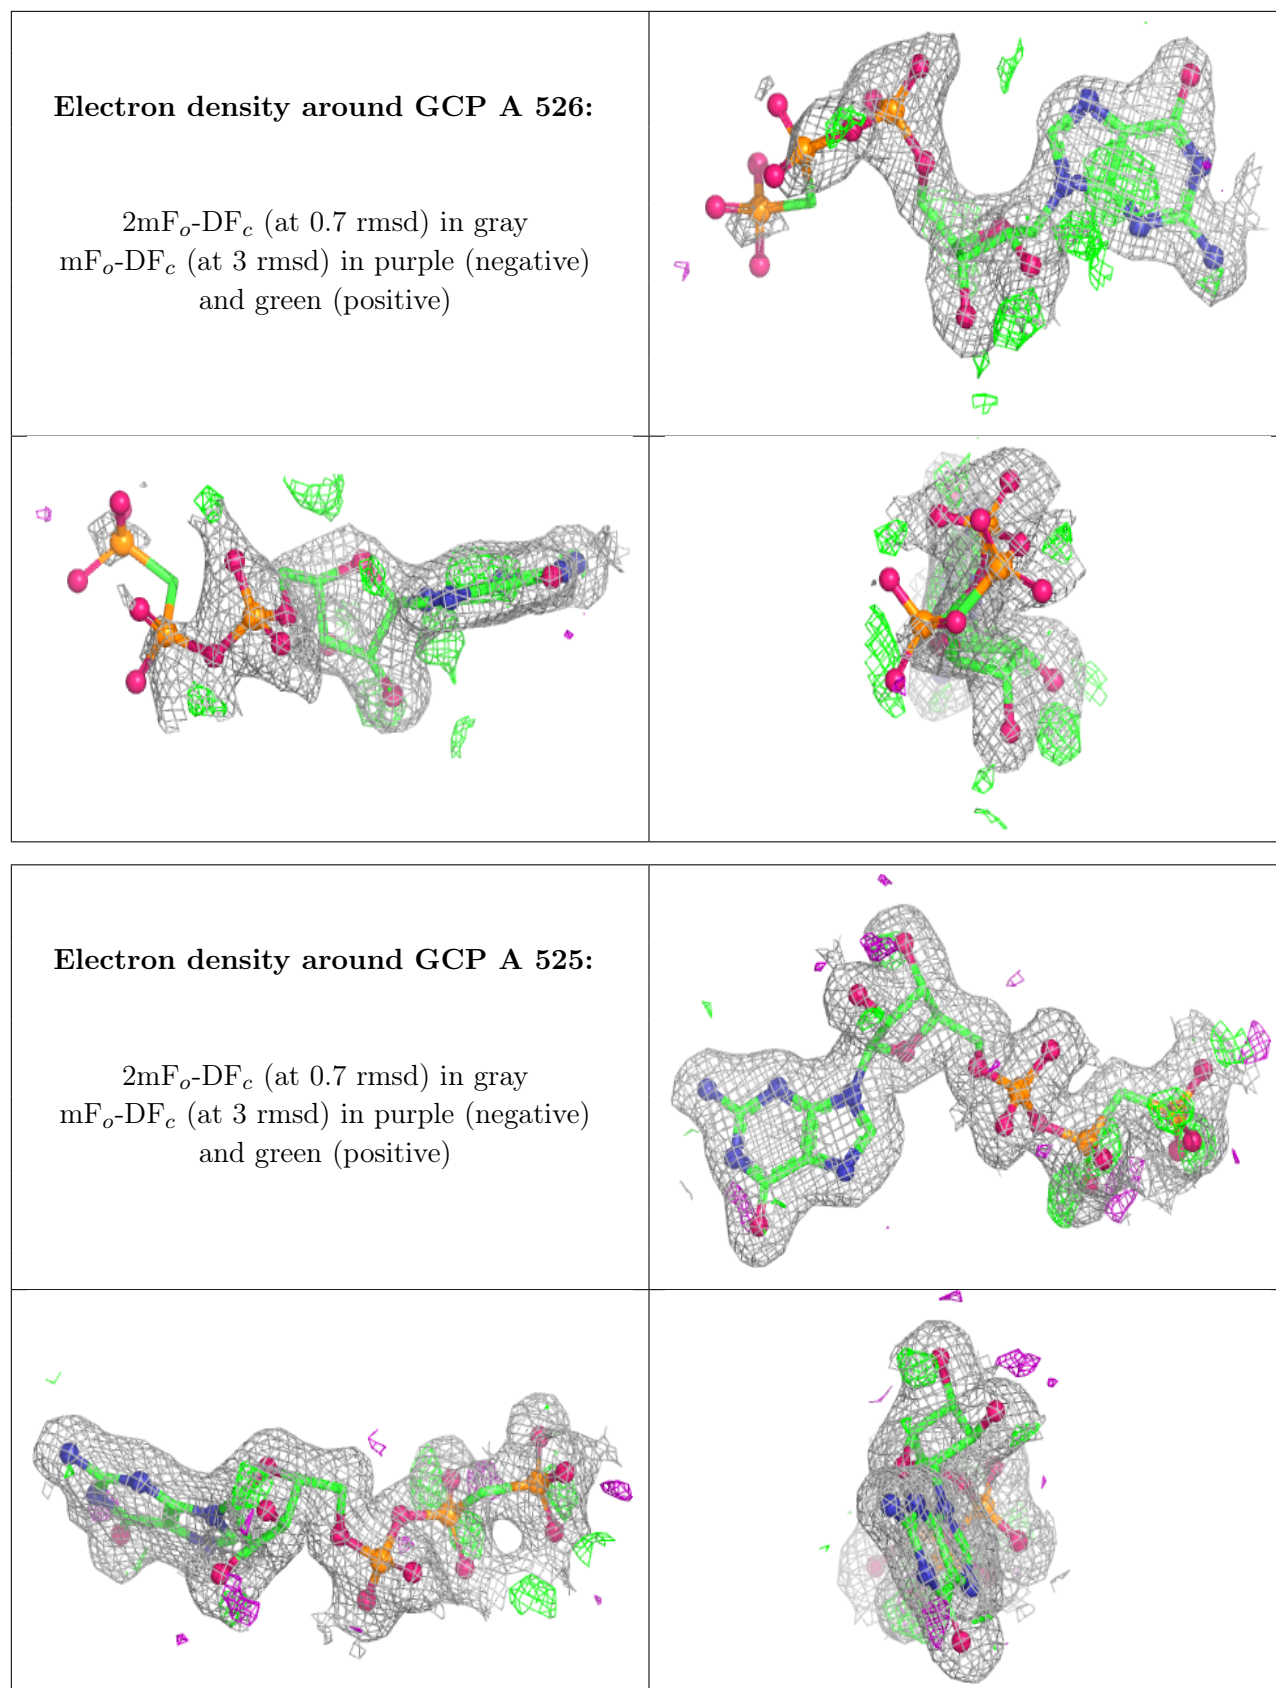 Electron density around GCP A 526:
2mFo-DFc (at 0.7 rmsd) in gray
mFo-DFc (at 3 rmsd) in purple (negative)
and green (positive)
Electron density around GCP A 525:
2mFo-DFc (at 0.7 rmsd) in gray
mFo-DFc (at 3 rmsd) in purple (negative)
and green (positive)